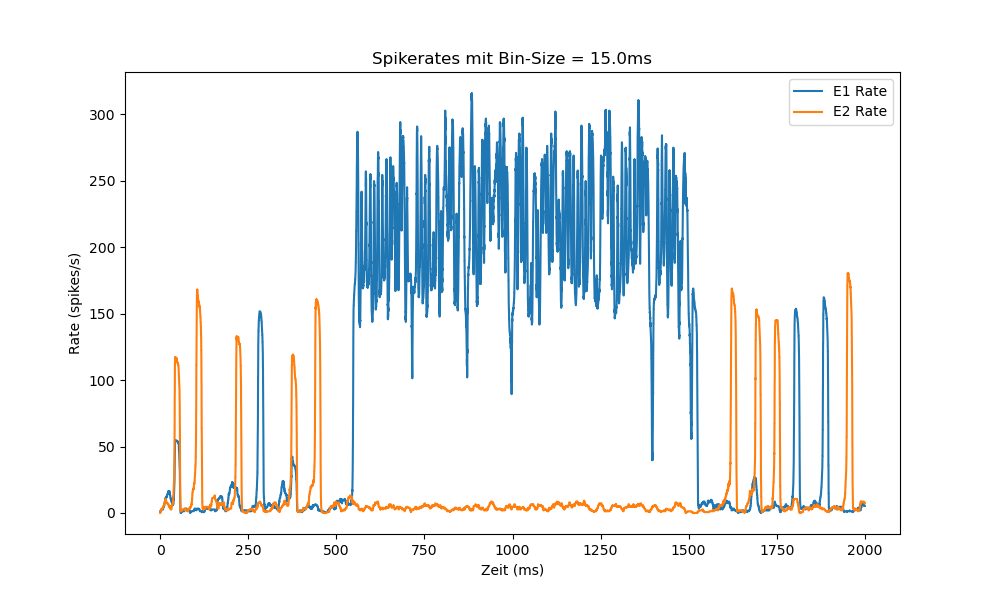 Spikerates mit Bin-Size = 15.0ms
E1 Rate
E2 Rate
Rate (spikes/s)
300
250
200
150
100
50
0
0 250 500 750 1000 1250 1500 1750 2000
Zeit (ms)